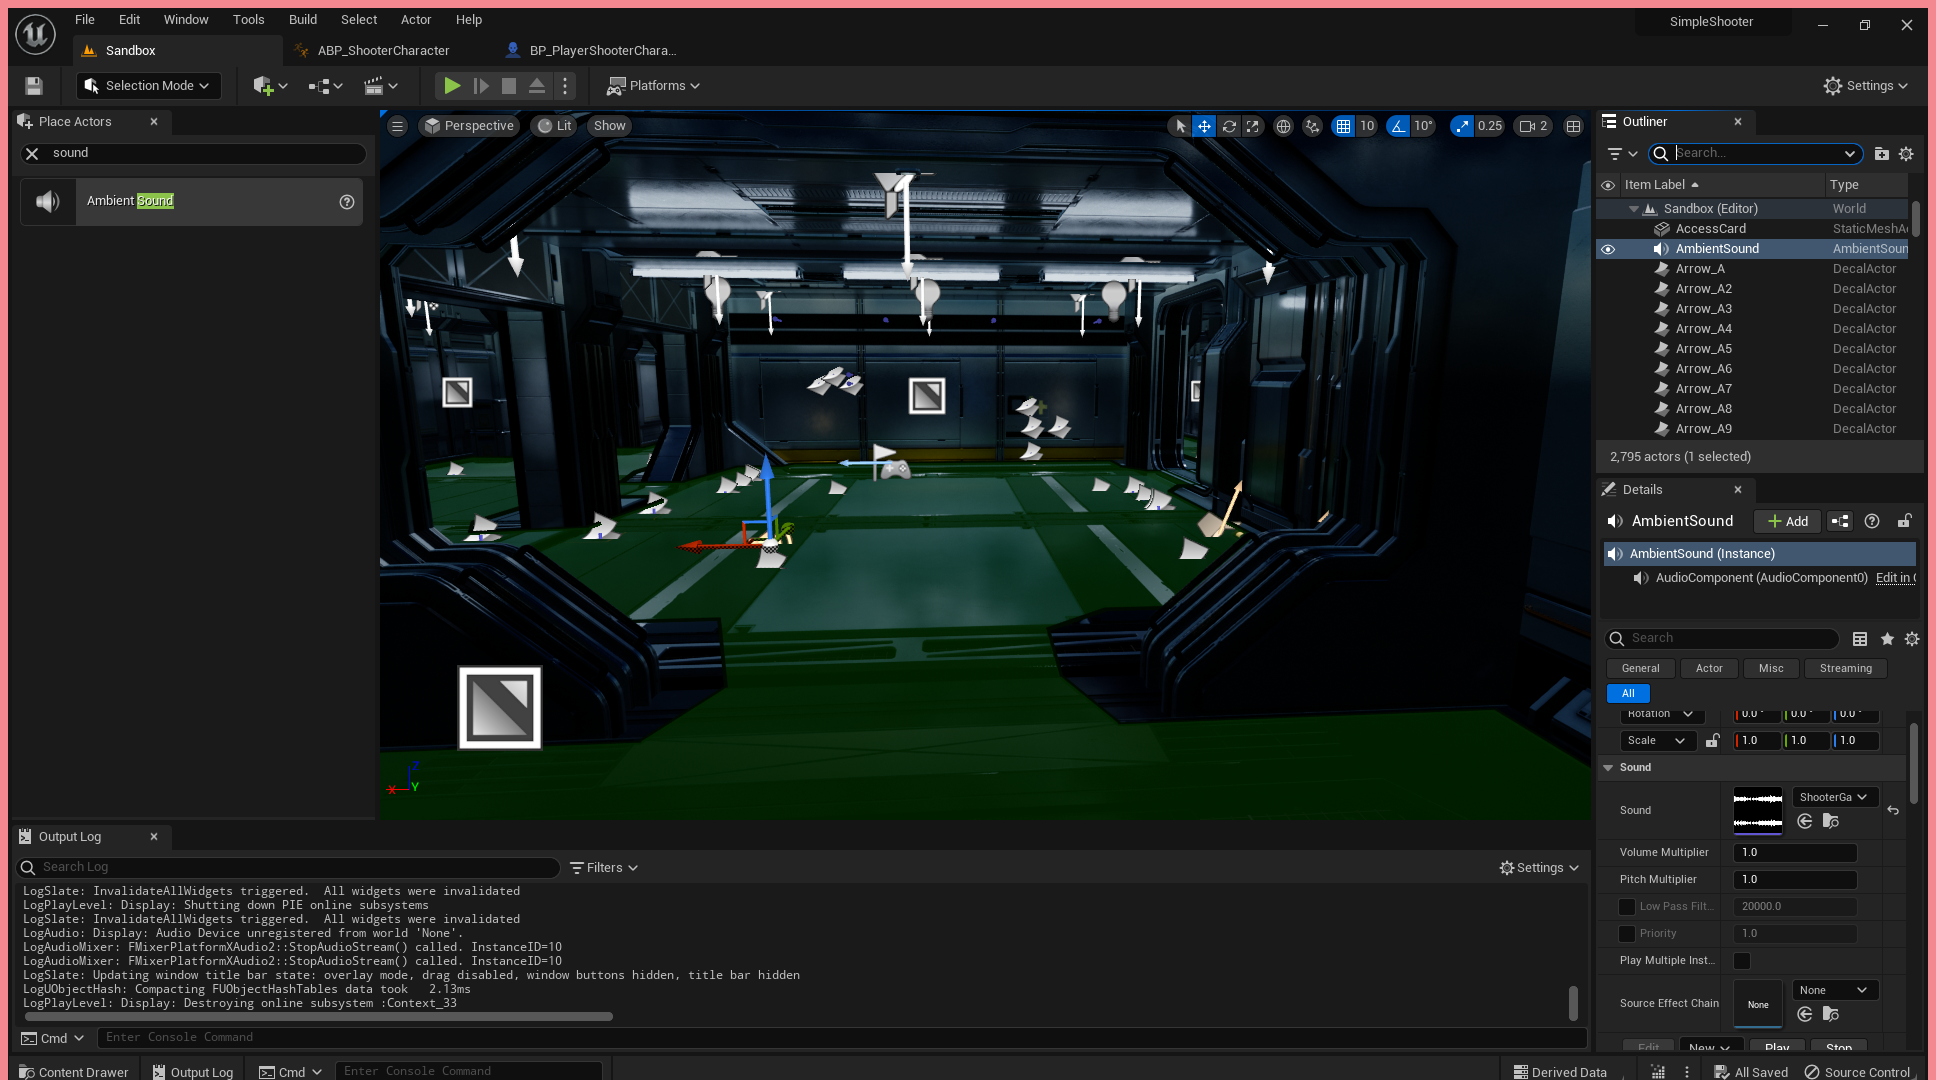 File Edit Window Tools Build Select Actor Help
SimpleShooter
Sandbox
ABP_ShooterCharacter
BP_PlayerShooterChara...
Selection Mode
Platforms
Settings
Place Actors
sound
Ambient Sound
Perspective
Lit
Show
10
10°
0.25
2
Outliner
Search...
Item Label
Type
Sandbox (Editor) World
AccessCard StaticMeshA
AmbientSound AmbientSoun
Arrow_A DecalActor
Arrow_A2 DecalActor
Arrow_A3 DecalActor
Arrow_A4 DecalActor
Arrow_A5 DecalActor
Arrow_A6 DecalActor
Arrow_A7 DecalActor
Arrow_A8 DecalActor
Arrow_A9 DecalActor
2,795 actors (1 selected)
Details
AmbientSound
Add
AmbientSound (Instance)
AudioComponent (AudioComponent0) Edit in
Search
General Actor Misc Streaming
All
Rotation 0.0° 0.0° 0.0°
Scale 1.0 1.0 1.0
Sound
Sound ShooterGa
Volume Multiplier 1.0
Pitch Multiplier 1.0
Low Pass Filt... 20000.0
Priority 1.0
Play Multiple Inst...
Source Effect Chain None None
Edit New Play Stop
X Y Z
Output Log
Search Log
Filters
Settings
LogSlate: InvalidateAllWidgets triggered.  All widgets were invalidated
LogPlayLevel: Display: Shutting down PIE online subsystems
LogSlate: InvalidateAllWidgets triggered.  All widgets were invalidated
LogAudio: Display: Audio Device unregistered from world 'None'.
LogAudioMixer: FMixerPlatformXAudio2::StopAudioStream() called. InstanceID=10
LogAudioMixer: FMixerPlatformXAudio2::StopAudioStream() called. InstanceID=10
LogSlate: Updating window title bar state: overlay mode, drag disabled, window buttons hidden, title bar hidden
LogUObjectHash: Compacting FUObjectHashTables data took   2.13ms
LogPlayLevel: Display: Destroying online subsystem :Context_33
Cmd
Enter Console Command
Content Drawer
Output Log
Cmd
Enter Console Command
Derived Data
All Saved
Source Control